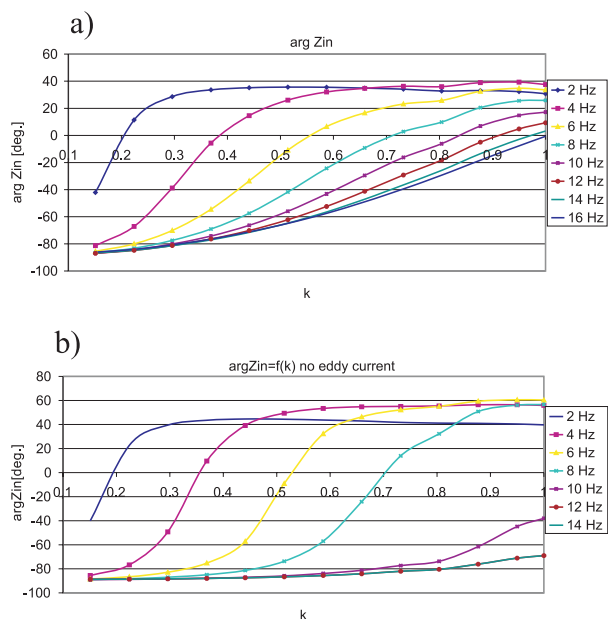 a)
arg Zin
60
40
20
0
-20
-40
-60
-80
-100
0.1 0.2 0.3 0.4 0.5 0.6 0.7 0.8 0.9 1
arg Zin [deg.]
k
2 Hz
4 Hz
6 Hz
8 Hz
10 Hz
12 Hz
14 Hz
16 Hz
b)
argZin=f(k) no eddy current
80
60
40
20
0
-20
-40
-60
-80
-100
0.1 0.2 0.3 0.4 0.5 0.6 0.7 0.8 0.9 1
argZin[deg.]
k
2 Hz
4 Hz
6 Hz
8 Hz
10 Hz
12 Hz
14 Hz